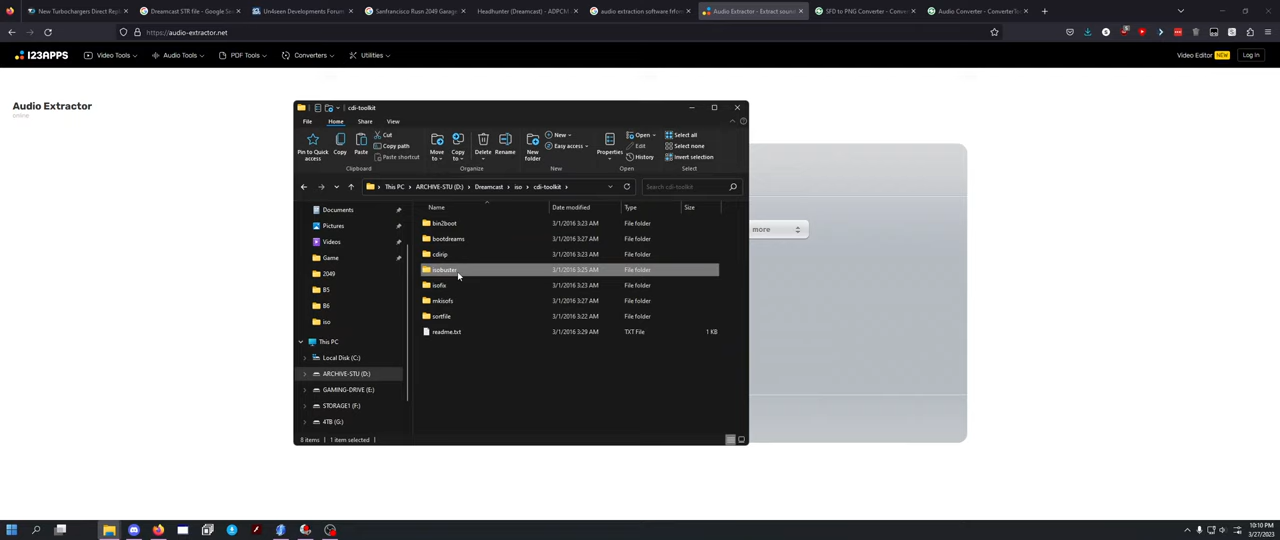 New Turbochargers Direct Repl
Dreamcast STR file - Google Se
Un4seen Developments Forum
Sanfrancisco Rusn 2049 Garage
Headhunter (Dreamcast) - ADPCM
audio extraction software frfom
Audio Extractor - Extract soun
SFD to PNG Converter - Conver
Audio Converter - ConverterTo
https://audio-extractor.net
123APPS
Video Tools
Audio Tools
PDF Tools
Converters
Utilities
Video Editor NEW
Log In
Audio Extractor
online
more
cdi-toolkit
File
Home
Share
View
Pin to Quick access
Copy
Paste
Cut
Copy path
Paste shortcut
Clipboard
Move to
Copy to
Delete
Rename
Organize
New folder
New
Easy access
New
Properties
Open
Edit
History
Open
Select all
Select none
Invert selection
Select
This PC > ARCHIVE-STU (D:) > Dreamcast > iso > cdi-toolkit >
Search cdi-toolkit
Documents
Pictures
Videos
Game
2049
B5
B6
iso
This PC
Local Disk (C:)
ARCHIVE-STU (D:)
GAMING-DRIVE (E:)
STORAGE1 (F:)
4TB (G:)
Name Date modified Type Size
bin2boot 3/1/2016 3:23 AM File folder
bootdreams 3/1/2016 3:27 AM File folder
cdirip 3/1/2016 3:23 AM File folder
isobuster 3/1/2016 3:25 AM File folder
isofix 3/1/2016 3:23 AM File folder
mkisofs 3/1/2016 3:27 AM File folder
sortfile 3/1/2016 3:22 AM File folder
readme.txt 3/1/2016 3:29 AM TXT File 1 KB
8 items 1 item selected
10:10 PM
3/27/2023